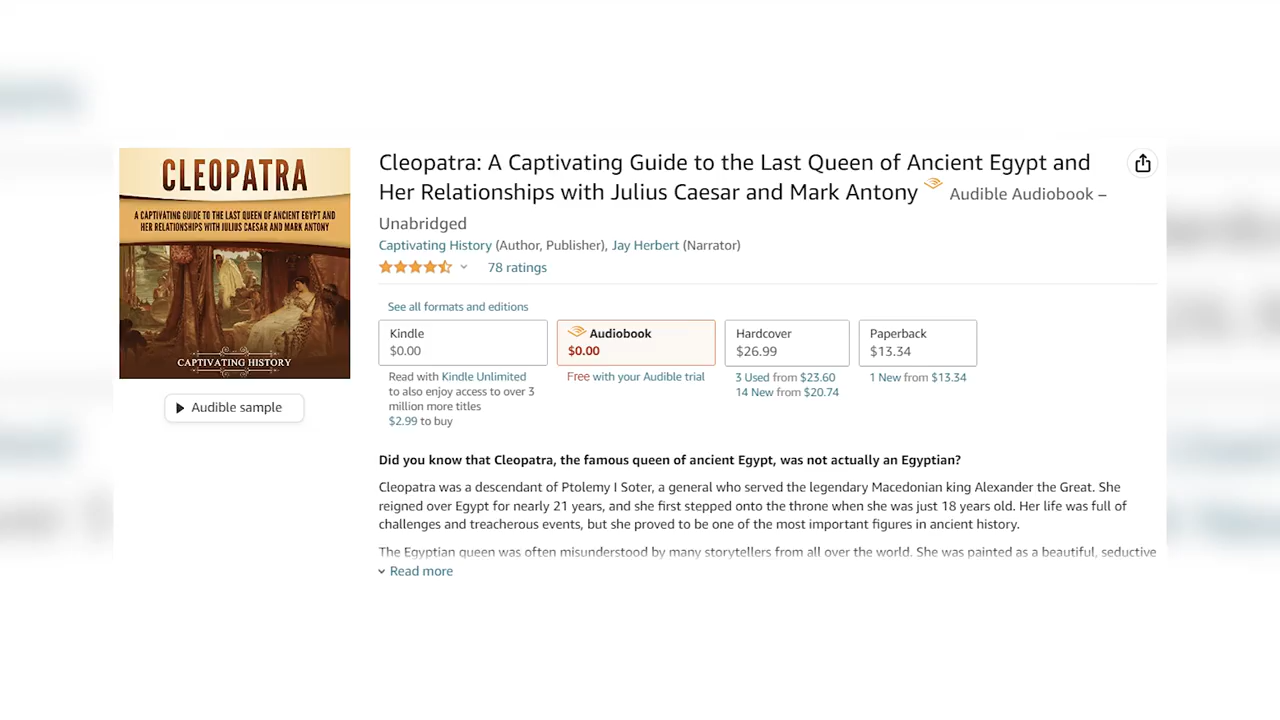 CLEOPATRA
A CAPTIVATING GUIDE TO THE LAST QUEEN OF ANCIENT EGYPT AND
HER RELATIONSHIPS WITH JULIUS CAESAR AND MARK ANTONY
CAPTIVATING HISTORY
Audible sample
Cleopatra: A Captivating Guide to the Last Queen of Ancient Egypt and
Her Relationships with Julius Caesar and Mark Antony Audible Audiobook –
Unabridged
Captivating History (Author, Publisher), Jay Herbert (Narrator)
78 ratings
See all formats and editions
Kindle
$0.00
Read with Kindle Unlimited
to also enjoy access to over 3
million more titles
$2.99 to buy
Audiobook
$0.00
Free with your Audible trial
Hardcover
$26.99
3 Used from $23.60
14 New from $20.74
Paperback
$13.34
1 New from $13.34
Did you know that Cleopatra, the famous queen of ancient Egypt, was not actually an Egyptian?
Cleopatra was a descendant of Ptolemy I Soter, a general who served the legendary Macedonian king Alexander the Great. She
reigned over Egypt for nearly 21 years, and she first stepped onto the throne when she was just 18 years old. Her life was full of
challenges and treacherous events, but she proved to be one of the most important figures in ancient history.
The Egyptian queen was often misunderstood by many storytellers from all over the world. She was painted as a beautiful, seductive
Read more